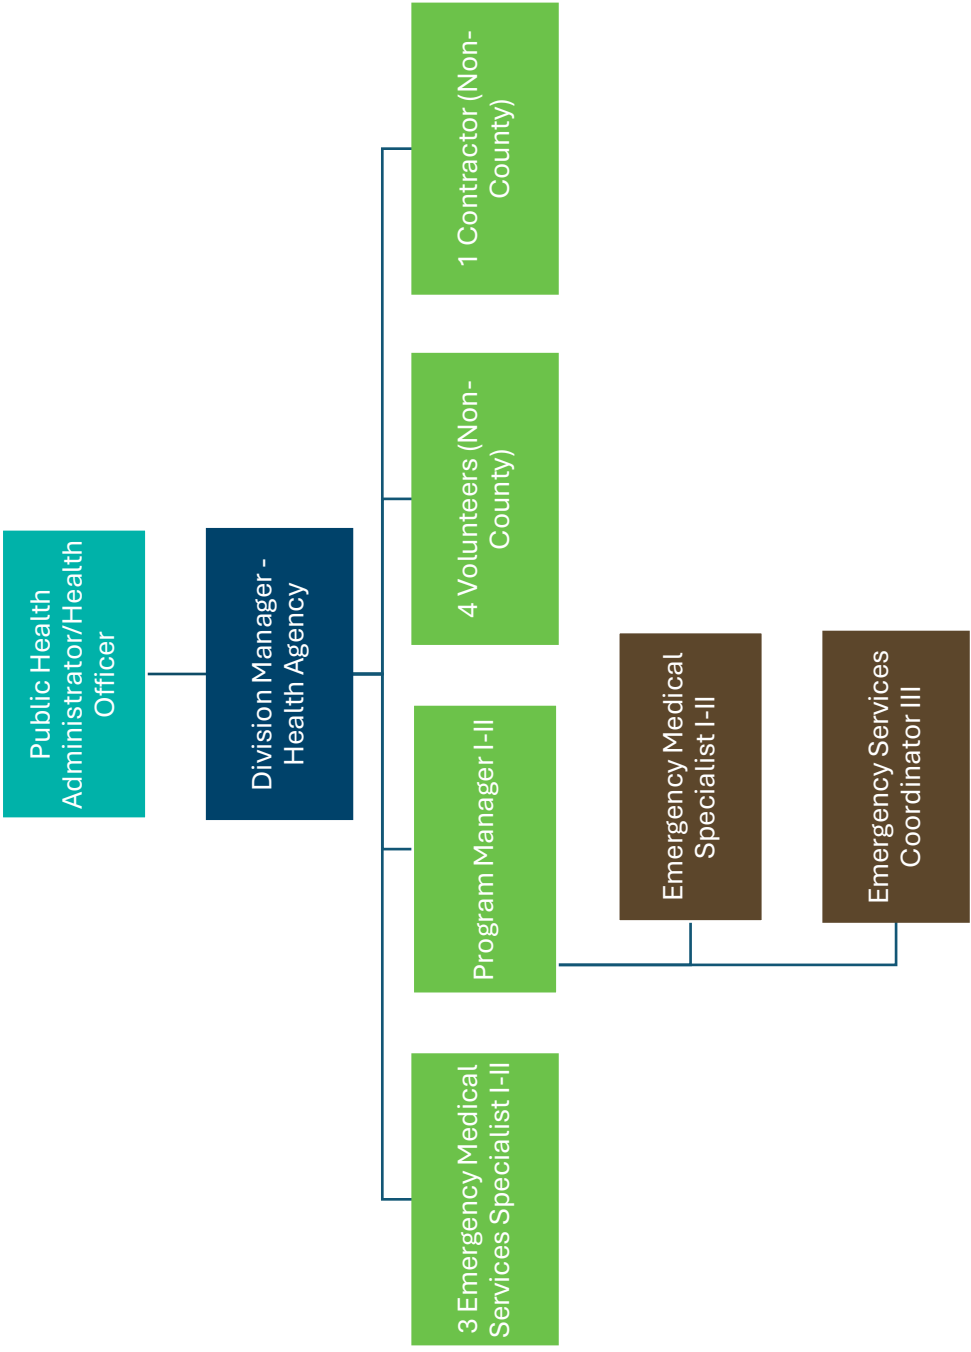 Public Health
Administrator/Health
Officer
Division Manager -
Health Agency
3 Emergency Medical
Services Specialist I-II
Program Manager I-II
4 Volunteers (Non-
County)
1 Contractor (Non-
County)
Emergency Medical
Specialist I-II
Emergency Services
Coordinator III